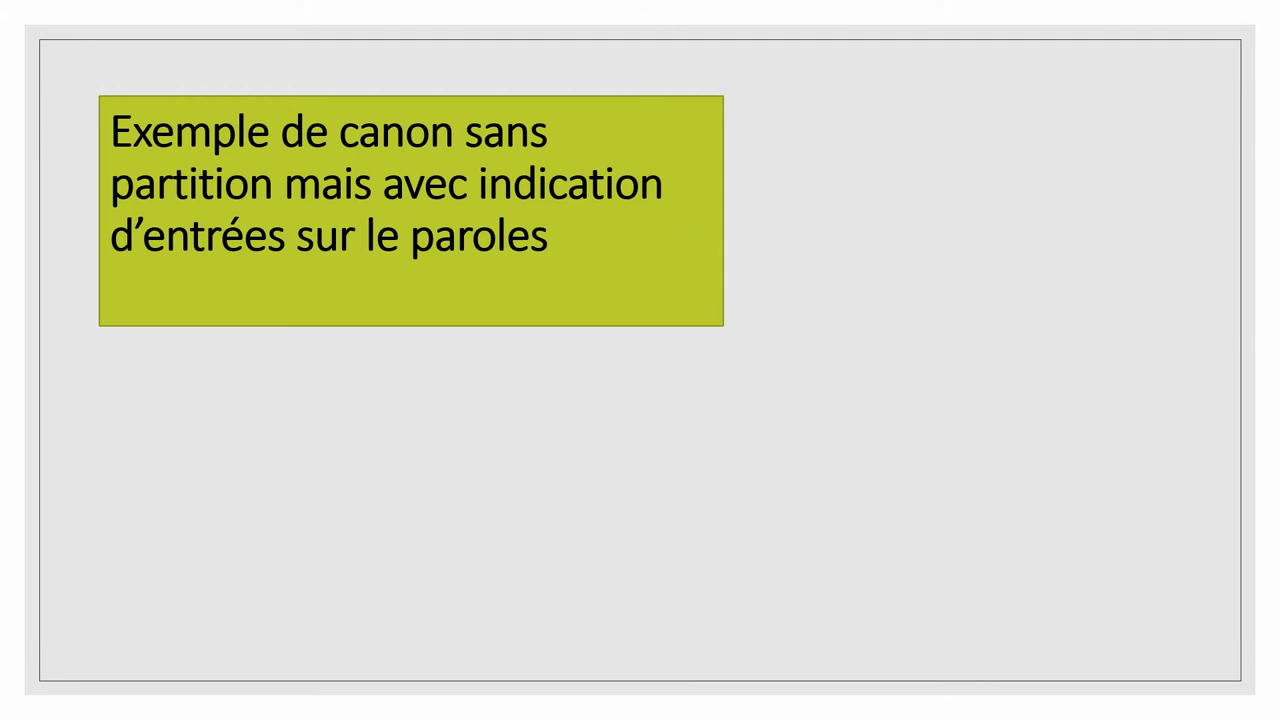 Exemple de canon sans
partition mais avec indication
d’entrées sur le paroles